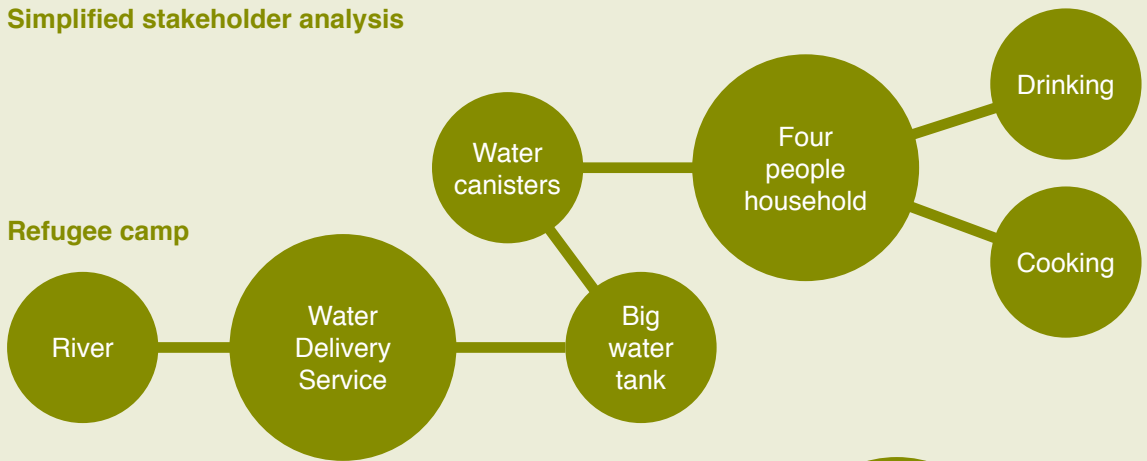 Simplified stakeholder analysis
Drinking
Four
people
household
Water
canisters
Cooking
Refugee camp
River
Water
Delivery
Service
Big
water
tank